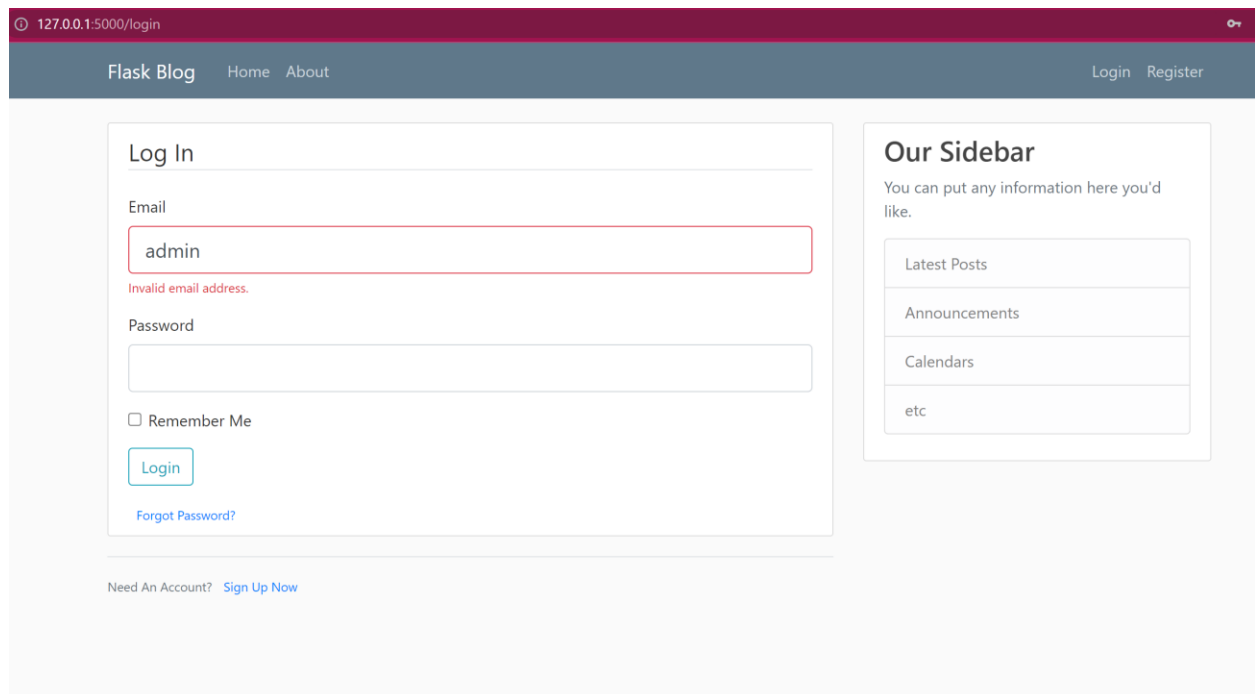 127.0.0.1:5000/login
Flask Blog Home About Login Register
Log In
Email
admin
Invalid email address.
Password
Remember Me
Login
Forgot Password?
Need An Account? Sign Up Now
Our Sidebar
You can put any information here you'd
like.
Latest Posts
Announcements
Calendars
etc